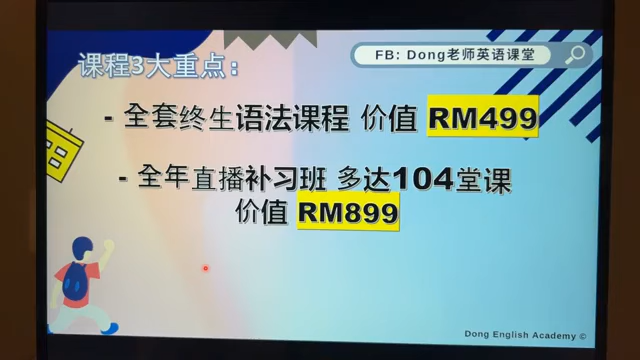 课程3大重点：
FB: Dong老师英语课堂
- 全套终生语法课程 价值 RM499
- 全年直播补习班 多达104堂课
价值 RM899
Dong English Academy ©